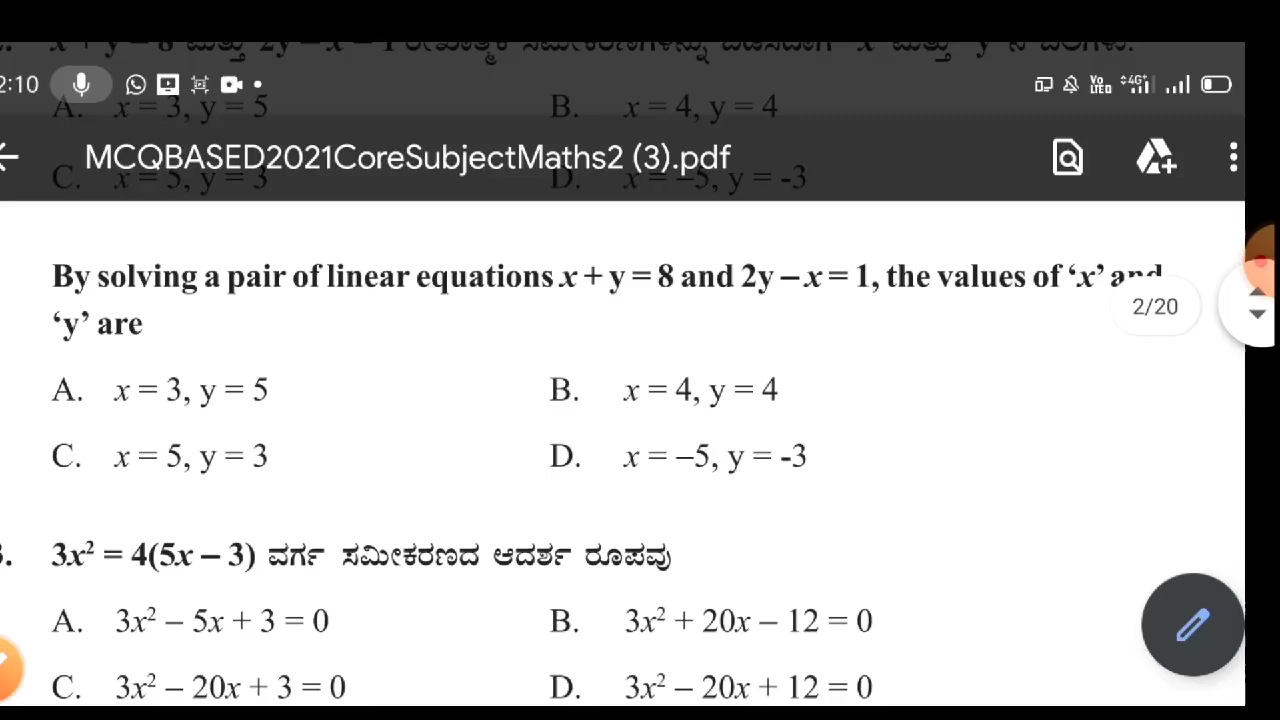 2:10
A. x = 3, y = 5 B. x = 4, y = 4
MCQBASED2021CoreSubjectMaths2 (3).pdf
C. x = 5, y = 3 D. x = –5, y = -3
By solving a pair of linear equations x + y = 8 and 2y – x = 1, the values of ‘x’ and
2/20
‘y’ are
A. x = 3, y = 5 B. x = 4, y = 4
C. x = 5, y = 3 D. x = –5, y = -3
3x² = 4(5x – 3) ವರ್ಗ ಸಮೀಕರಣದ ಆದರ್ಶ ರೂಪವು
A. 3x² – 5x + 3 = 0 B. 3x² + 20x – 12 = 0
C. 3x² – 20x + 3 = 0 D. 3x² – 20x + 12 = 0